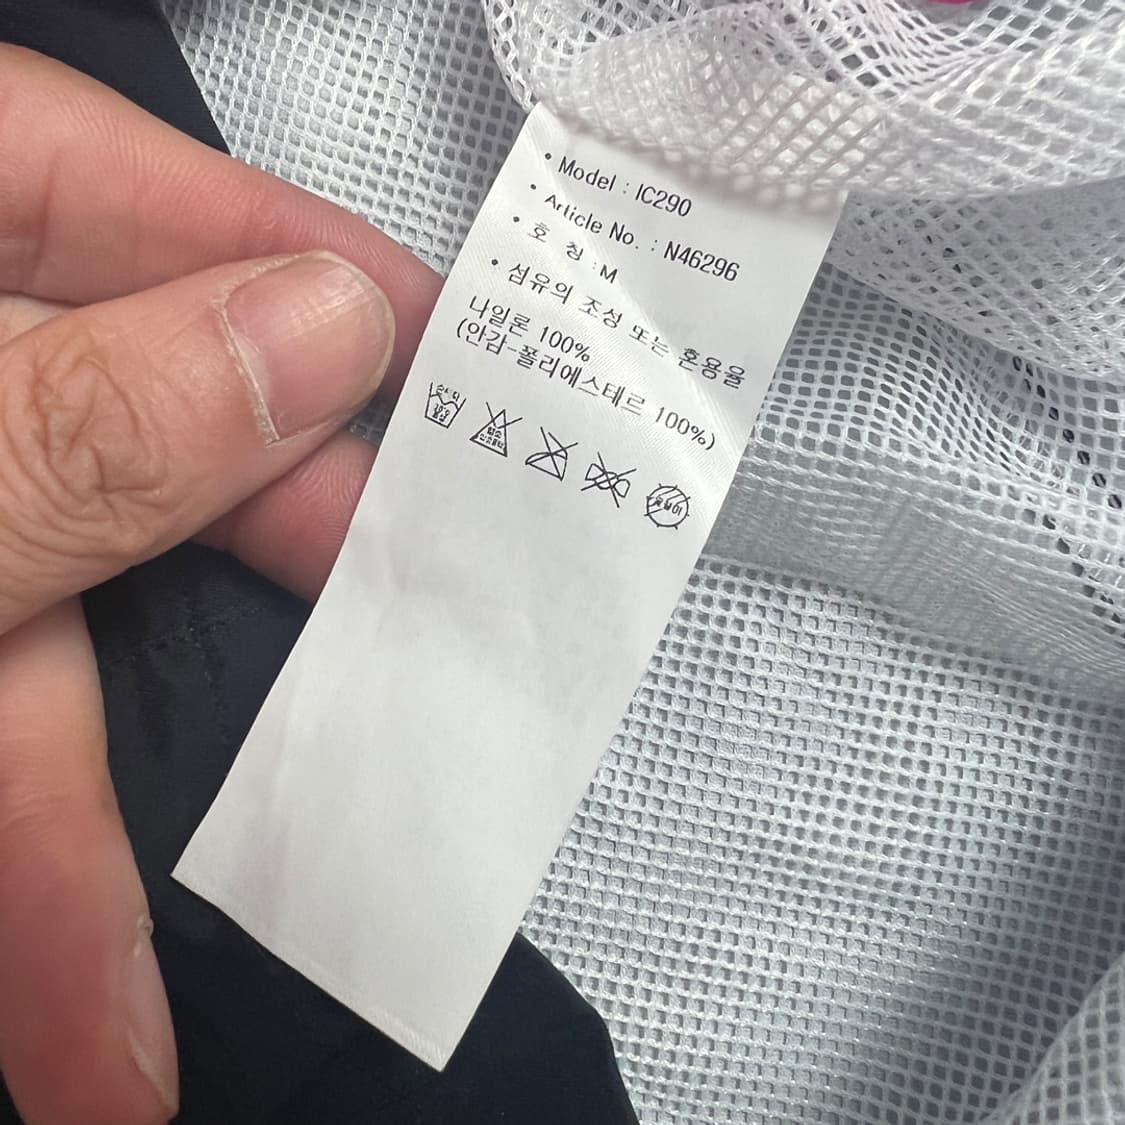 • Model : IC290
• Article No. : N46296
• 호 칭 : M
• 섬유의 조성 또는 혼용율
나일론 100%
(안감-폴리에스테르 100%)